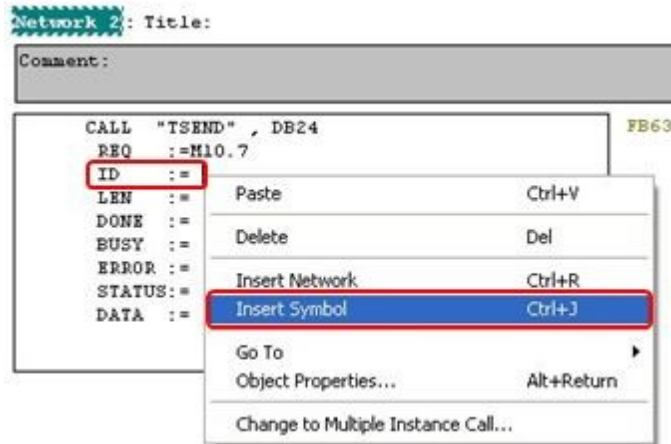 Network 2: Title:
Comment:
CALL "TSEND" , DB24 FB63
REQ :=M10.7
ID :=
LEN :=
DONE :=
BUSY :=
ERROR :=
STATUS:=
DATA :=
Paste Ctrl+V
Delete Del
Insert Network Ctrl+R
Insert Symbol Ctrl+J
Go To
Object Properties... Alt+Return
Change to Multiple Instance Call...